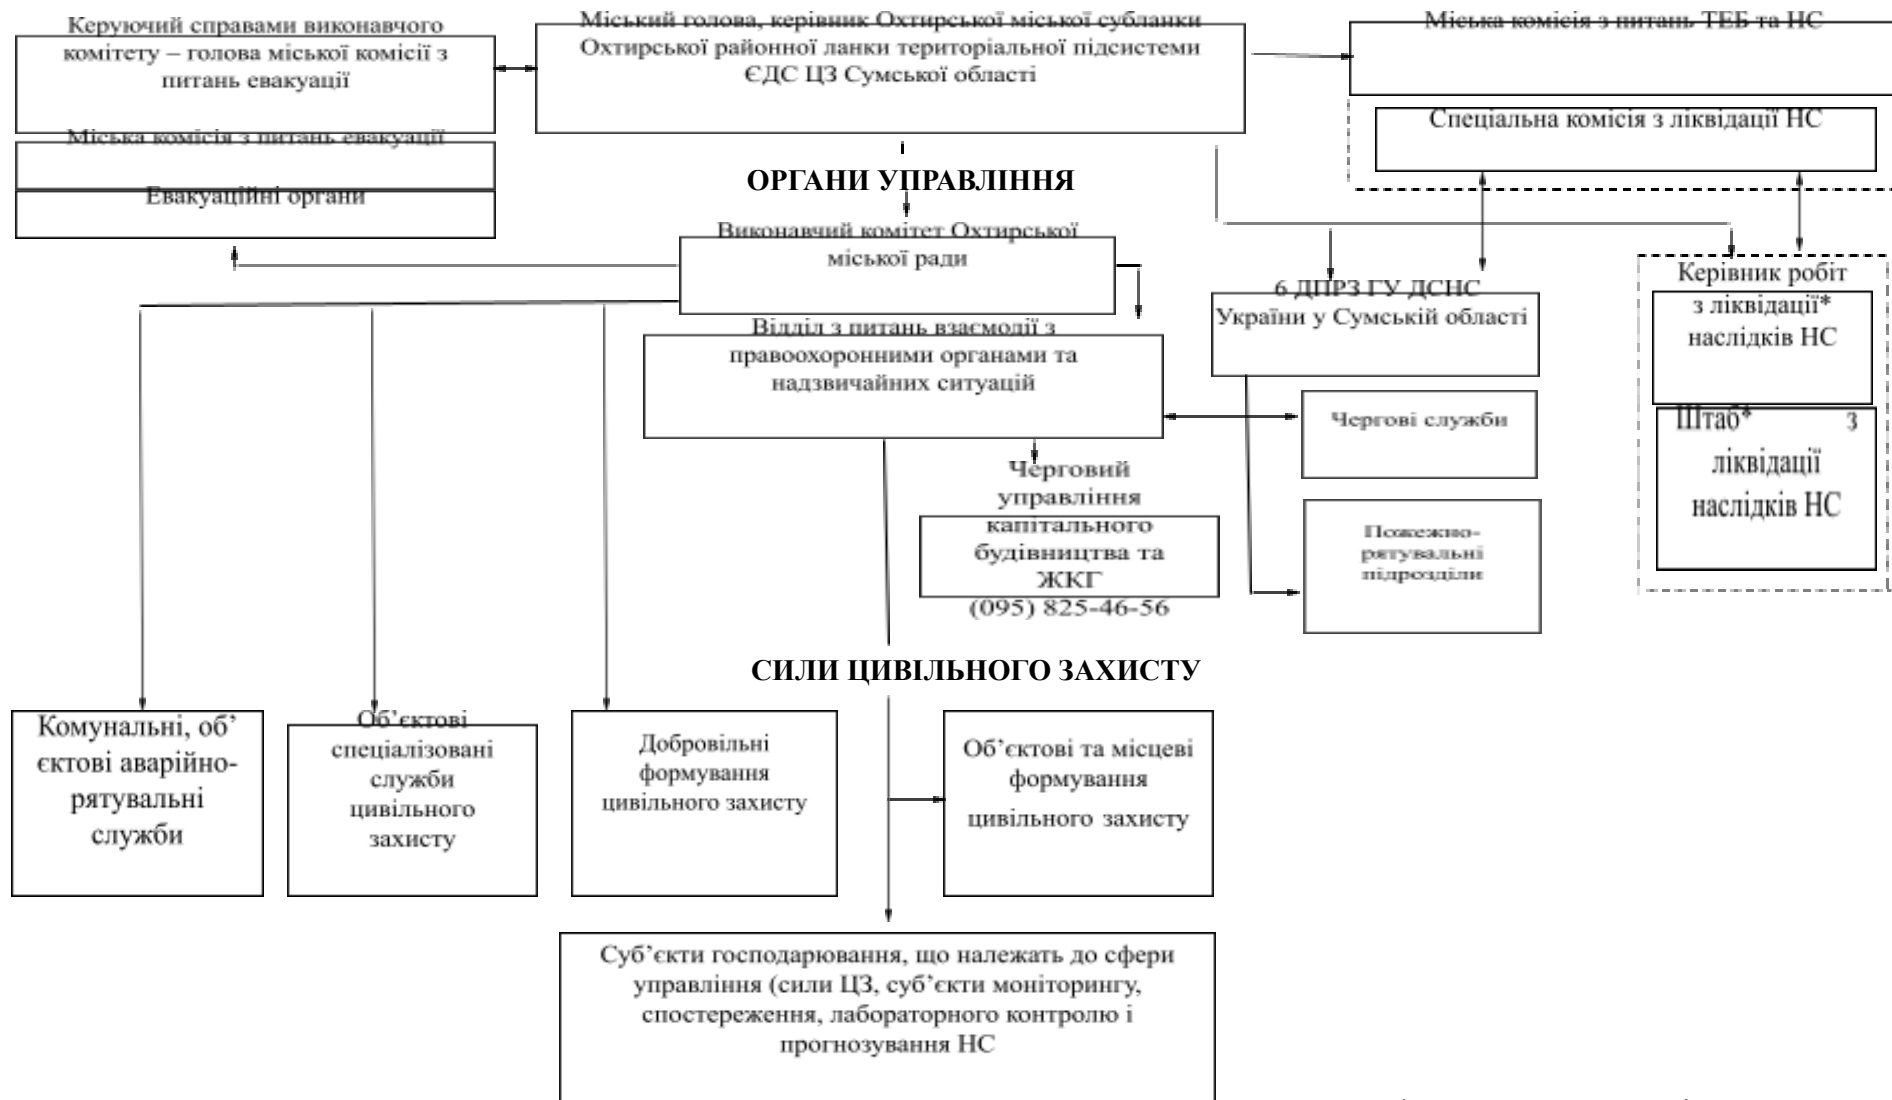 Керуючий справами виконавчого
комітету – голова міської комісії з
питань евакуації
Міська комісія з питань евакуації
Евакуаційні органи
Міський голова, керівник Охтирської міської субланки
Охтирської районної ланки територіальної підсистеми
ЄДС ЦЗ Сумської області
Міська комісія з питань ТЕБ та НС
Спеціальна комісія з ліквідації НС
ОРГАНИ УПРАВЛІННЯ
Виконавчий комітет Охтирської
міської ради
Відділ з питань взаємодії з
правоохоронними органами та
надзвичайних ситуацій
6 ДПРЗ ГУ ДСНС
України у Сумській області
Керівник робіт
з ліквідації*
наслідків НС
Штаб* з
ліквідації
наслідків НС
Чергові служби
Черговий
управління
капітального
будівництва та
ЖКГ
(095) 825-46-56
Пожежно-
рятувальні
підрозділи
СИЛИ ЦИВІЛЬНОГО ЗАХИСТУ
Комунальні, об’
єктові аварійно-
рятувальні
служби
Об’єктові
спеціалізовані
служби
цивільного
захисту
Добровільні
формування
цивільного захисту
Об’єктові та місцеві
формування
цивільного захисту
Суб’єкти господарювання, що належать до сфери
управління (сили ЦЗ, суб’єкти моніторингу,
спостереження, лабораторного контролю і
прогнозування НС